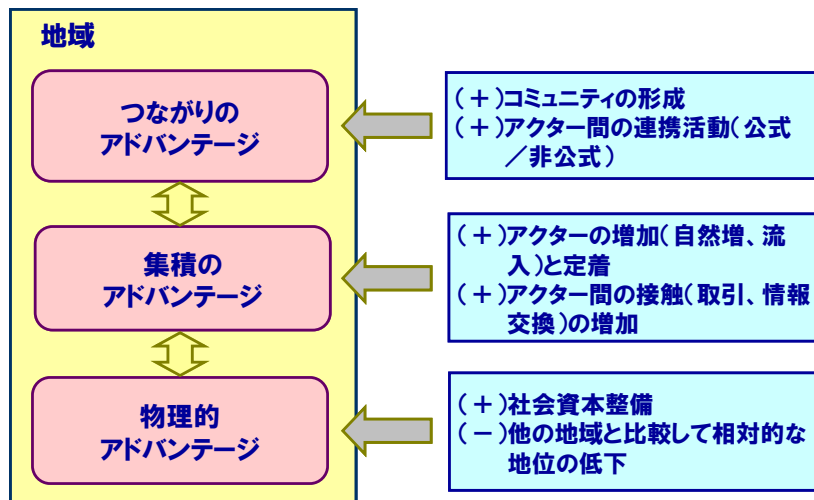 地域
つながりの
アドバンテージ
(+)コミュニティの形成
(+)アクター間の連携活動(公式
/非公式)
集積の
アドバンテージ
(+)アクターの増加(自然増、流
入)と定着
(+)アクター間の接触(取引、情報
交換)の増加
物理的
アドバンテージ
(+)社会資本整備
(-)他の地域と比較して相対的な
地位の低下